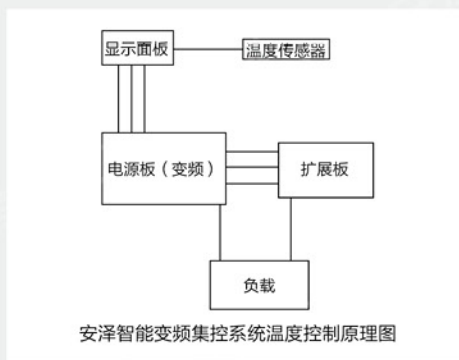 显示面板
温度传感器
电源板（变频）
扩展板
负载
安泽智能变频集控系统温度控制原理图